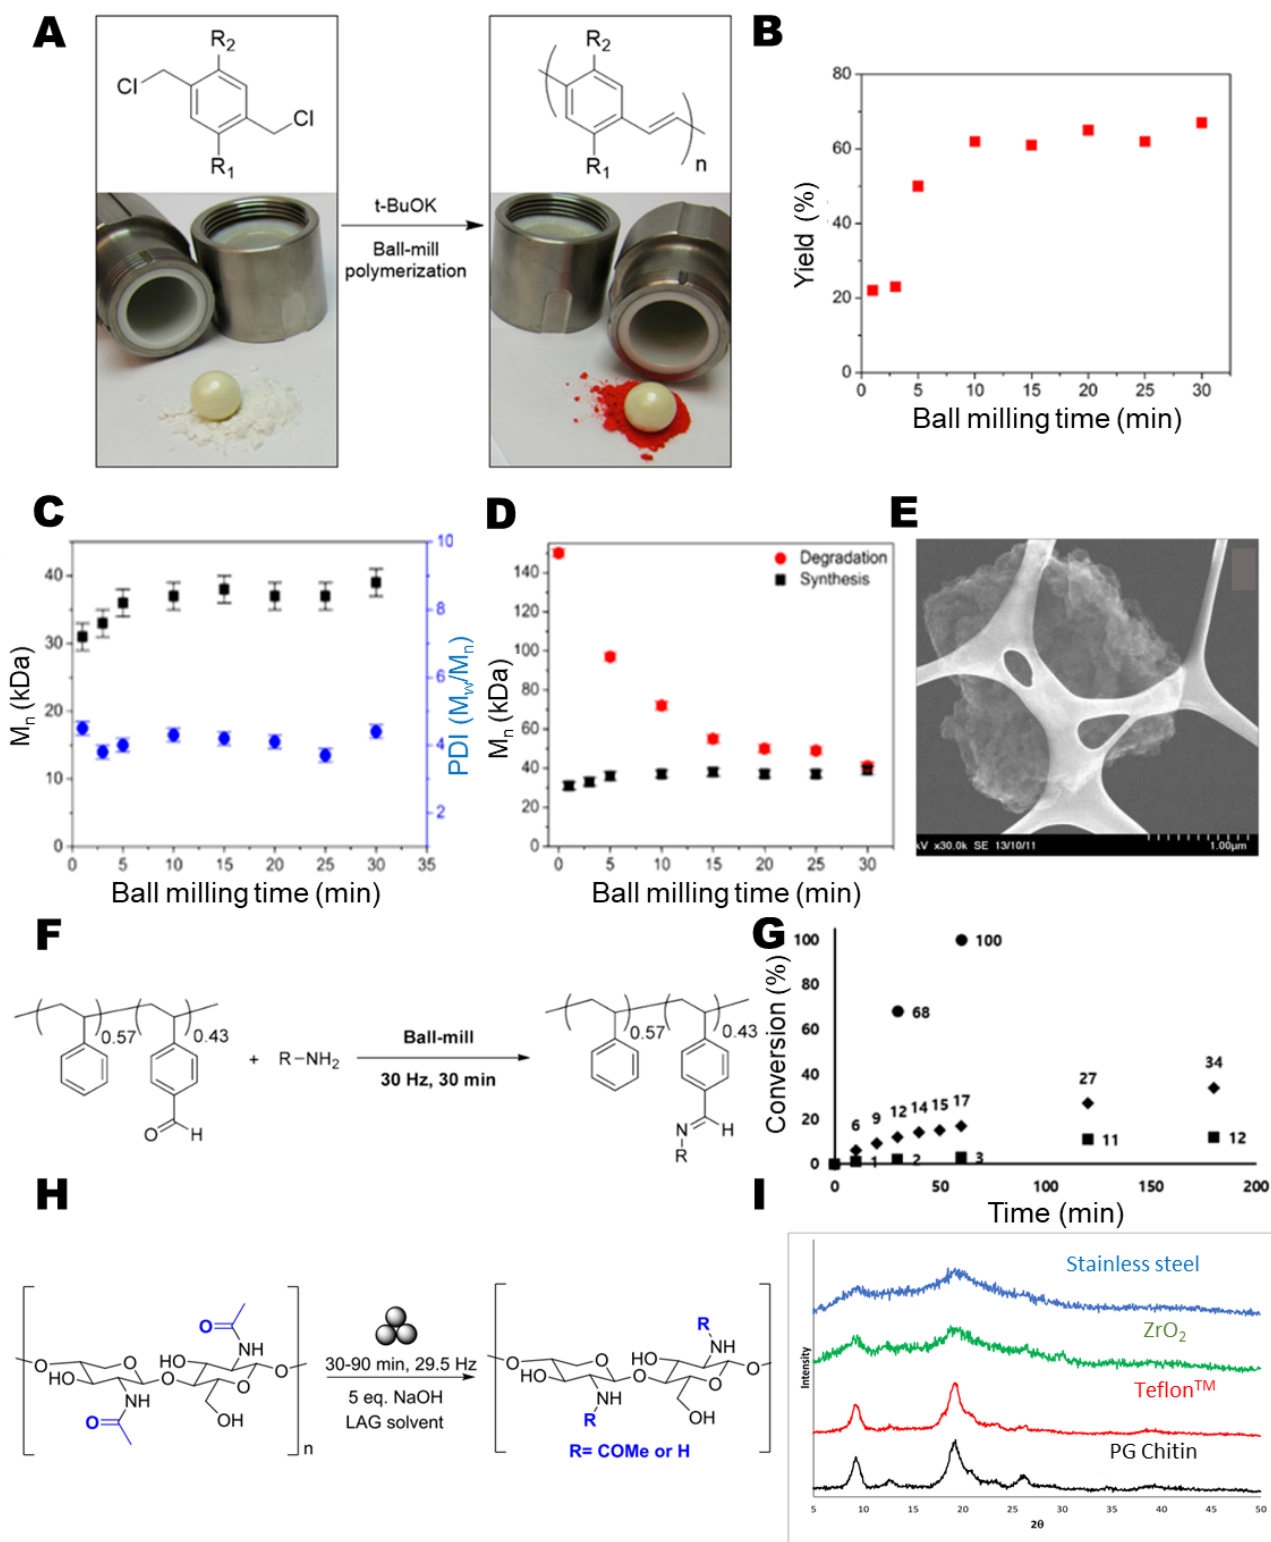 A
R2
Cl
Cl
R1
t-BuOK
Ball-mill
polymerization
R2
R1
n
B
80
60
40
20
0
Yield (%)
0 5 10 15 20 25 30
Ball milling time (min)
C
40
30
20
10
0
Mn (kDa)
10
8
6
4
2
PDI (Mw/Mn)
0 5 10 15 20 25 30 35
Ball milling time (min)
D
Degradation
Synthesis
140
120
100
80
60
40
20
0
Mn (kDa)
0 5 10 15 20 25 30
Ball milling time (min)
E
kV x30.0k SE 13/10/11 1.00μm
F
0.57
0.43
O
H
+
R–NH2
Ball-mill
30 Hz, 30 min
0.57
0.43
N
H
R
G
100
80
60
40
20
0
Conversion (%)
100
68
6 9 12 14 15 17 27 34
1 2 3 11 12
0 50 100 150 200
Time (min)
H
O
NH
O
O
HO
O
HO
O
O
NH
O
OH
n
30-90 min, 29.5 Hz
5 eq. NaOH
LAG solvent
R
NH
O
O
HO
O
HO
O
O
NH
R
OH
n
R= COMe or H
I
Stainless steel
ZrO2
Teflon™
PG Chitin
Intensity
5 10 15 20 25 30 35 40 45 50
2θ